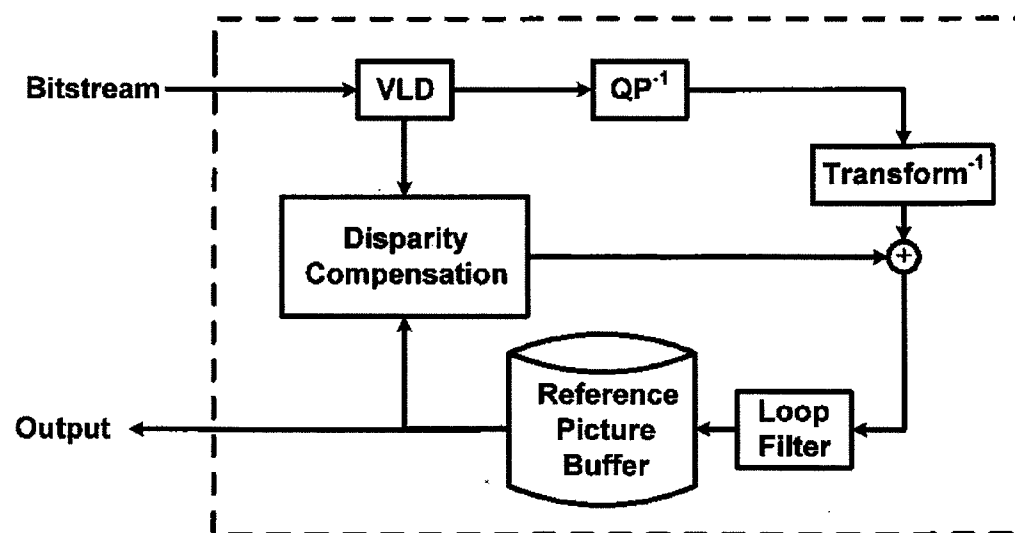 Bitstream
VLD
QP⁻¹
Transform⁻¹
Disparity
Compensation
+
Reference
Picture
Buffer
Loop
Filter
Output